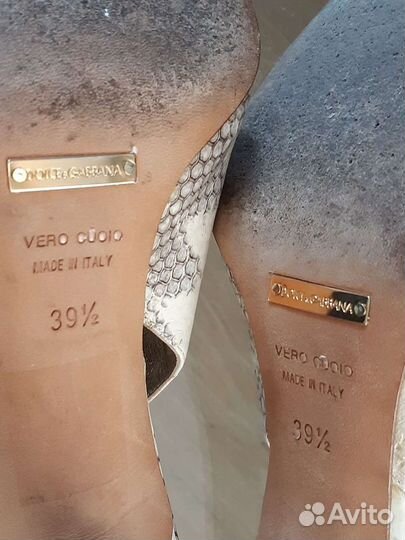 DOLCE&GABBANA
VERO CUOIO
MADE IN ITALY
39½
DOLCE&GABBANA
VERO CUOIO
MADE IN ITALY
39½
Avito